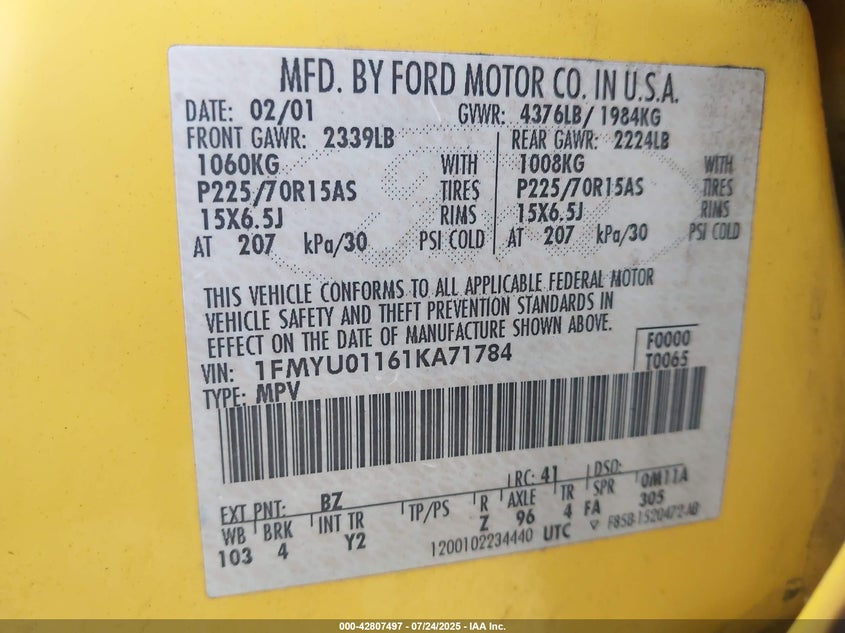 MFD. BY FORD MOTOR CO. IN U.S.A.
DATE: 02/01 GVWR: 4376LB/ 1984KG
FRONT GAWR: 2339LB REAR GAWR: 2224LB
1060KG WITH 1008KG WITH
P225/70R15AS TIRES P225/70R15AS TIRES
15X6.5J RIMS 15X6.5J RIMS
AT 207 kPa/30 PSI COLD AT 207 kPa/30 PSI COLD
THIS VEHICLE CONFORMS TO ALL APPLICABLE FEDERAL MOTOR
VEHICLE SAFETY AND THEFT PREVENTION STANDARDS IN
EFFECT ON THE DATE OF MANUFACTURE SHOWN ABOVE.
VIN: 1FMYU01161KA71784 F0000
TYPE: MPV T0065
EXT PNT: BZ RC: 41 DSO:
WB BRK INT TR TP/PS R AXLE TR SPR 0M11A
103 4 Y2 Z 96 4 FA 305
1200102234440 UTC ▽ F85B-1520472-AB
000-42807497 - 07/24/2025 - IAA Inc.